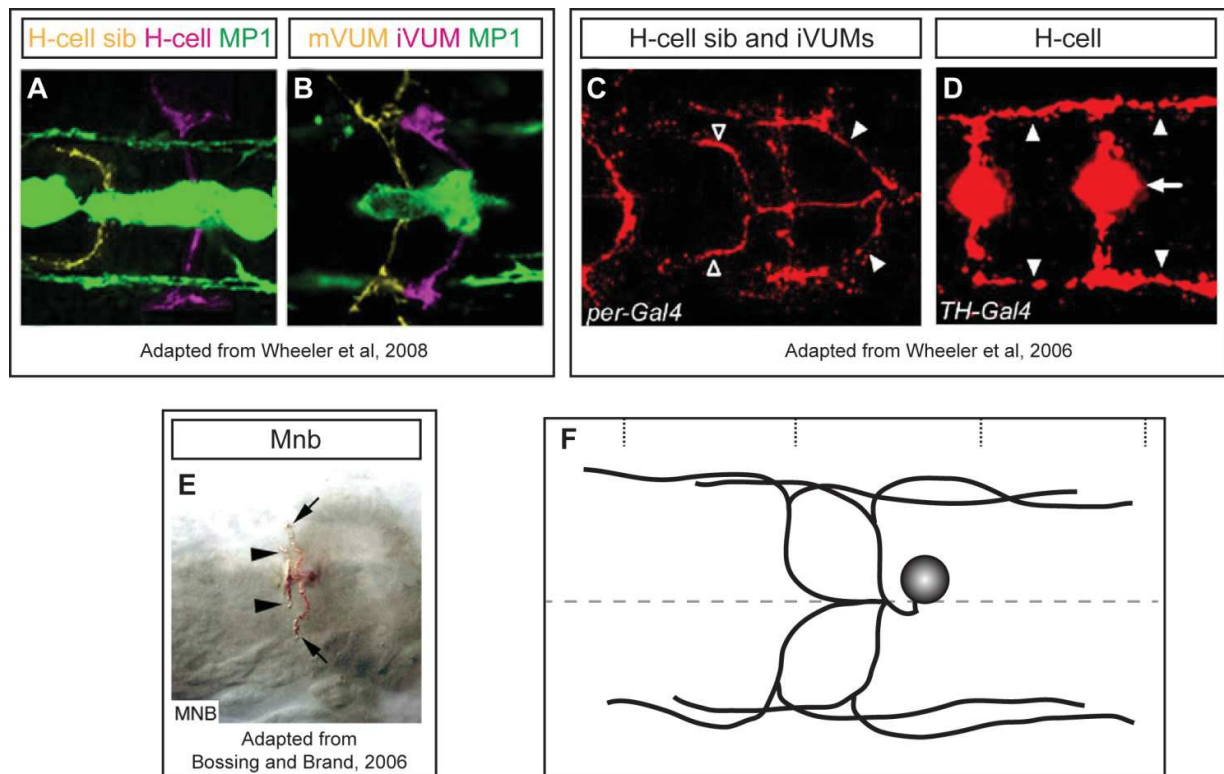 H-cell sib H-cell MP1
mVUM iVUM MP1
H-cell sib and iVUMs
H-cell
A
B
C
D
per-Gal4
TH-Gal4
Adapted from Wheeler et al, 2008
Adapted from Wheeler et al, 2006
Mnb
E
F
MNB
Adapted from
Bossing and Brand, 2006